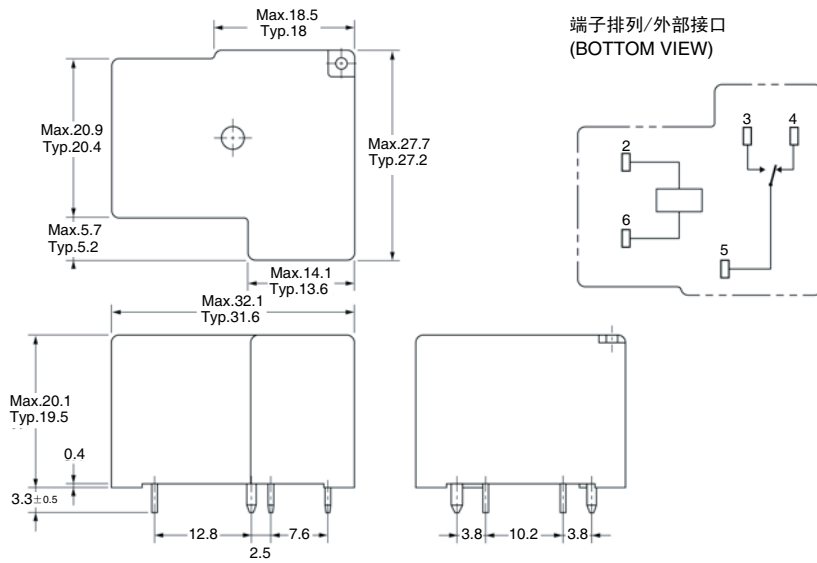 Max.18.5
Typ.18
端子排列/外部接口
(BOTTOM VIEW)
Max.20.9
Typ.20.4
Max.27.7
Typ.27.2
3
4
2
6
5
Max.5.7
Typ.5.2
Max.14.1
Typ.13.6
Max.32.1
Typ.31.6
Max.20.1
Typ.19.5
0.4
3.3±0.5
12.8
7.6
2.5
3.8
10.2
3.8